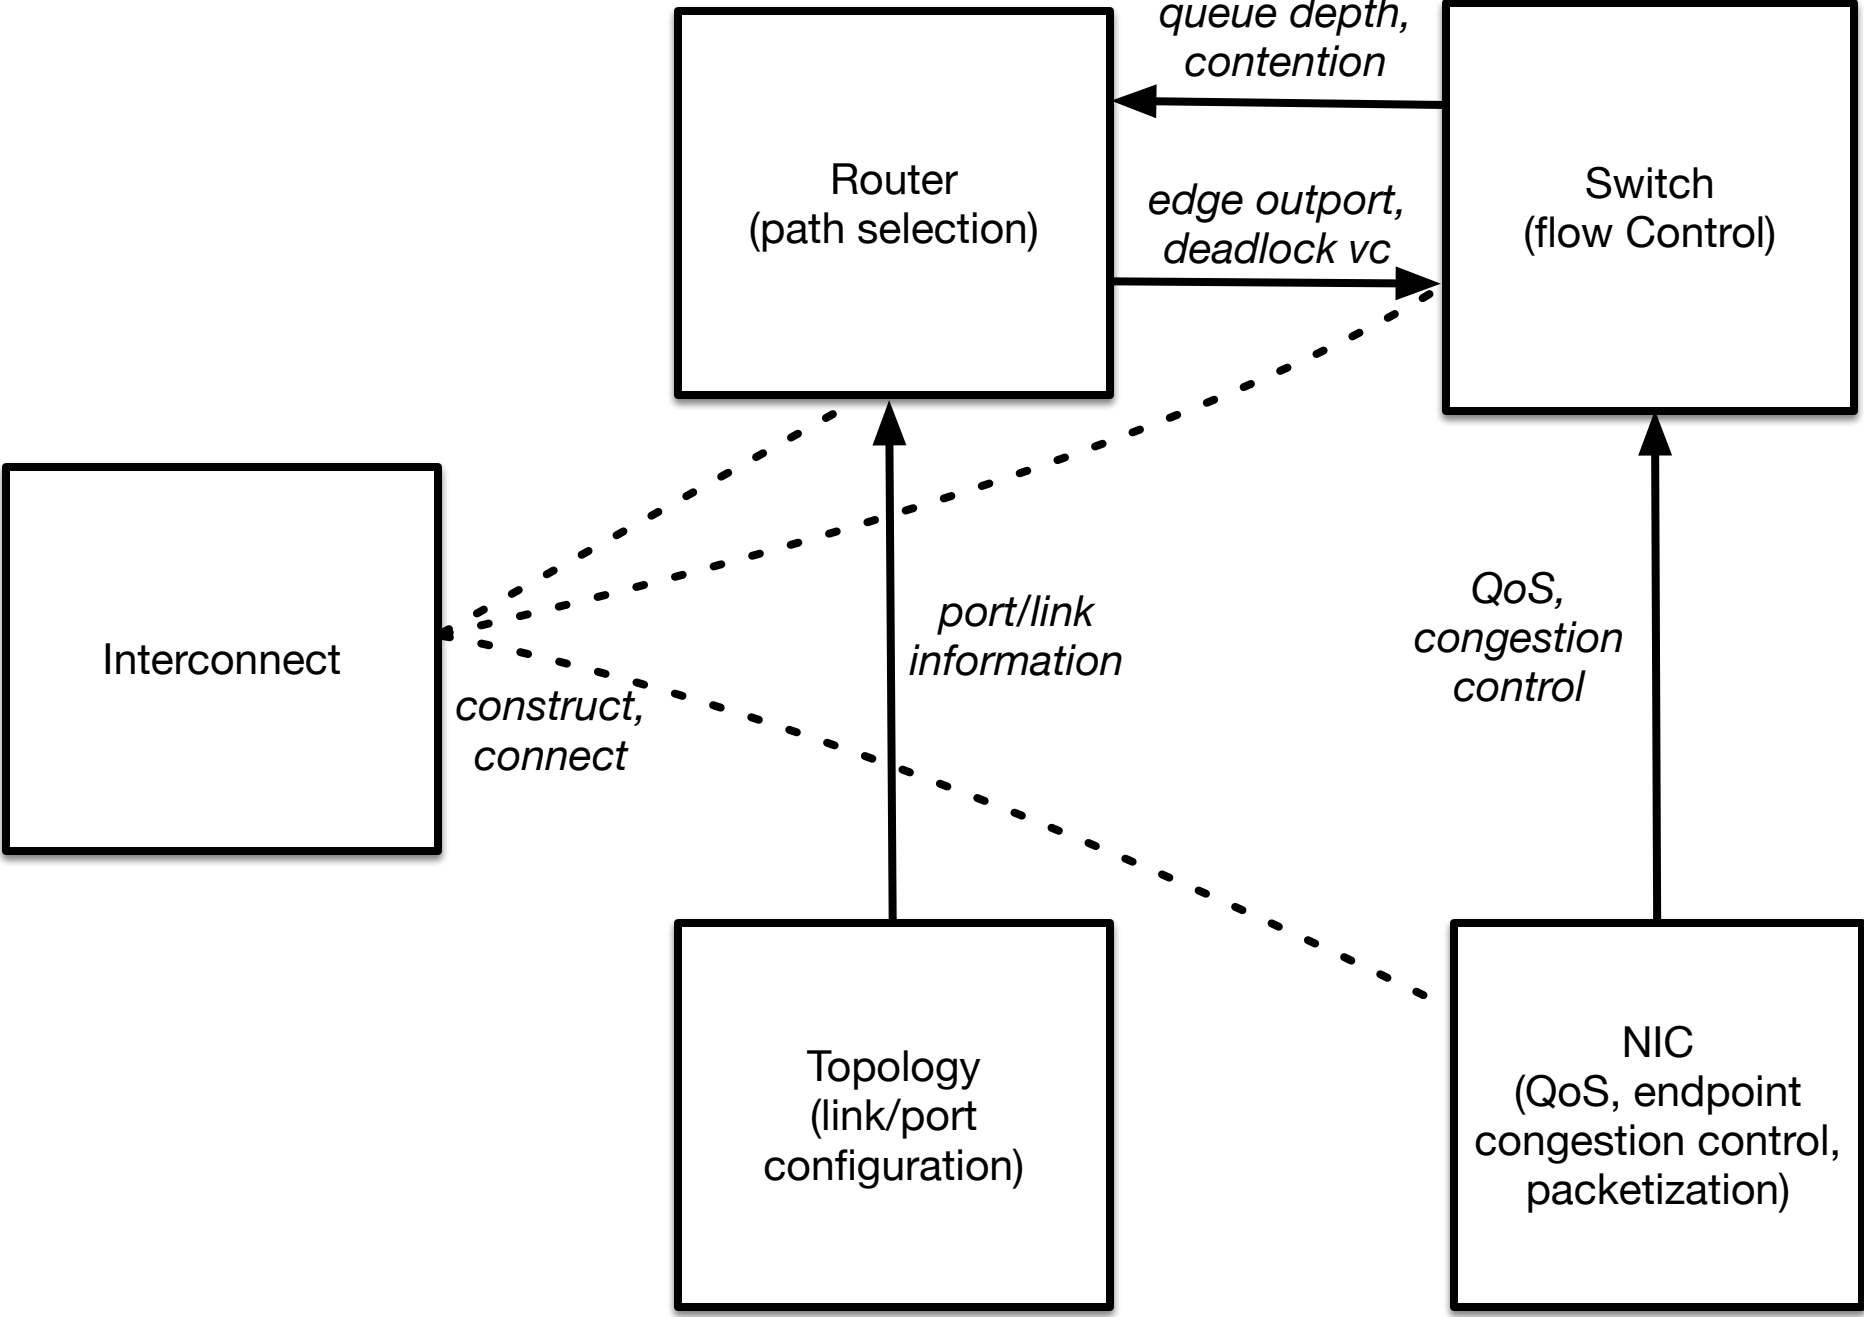 queue depth,
contention
Router
(path selection)
edge outport,
deadlock vc
Switch
(flow Control)
Interconnect
construct,
connect
port/link
information
QoS,
congestion
control
Topology
(link/port
configuration)
NIC
(QoS, endpoint
congestion control,
packetization)